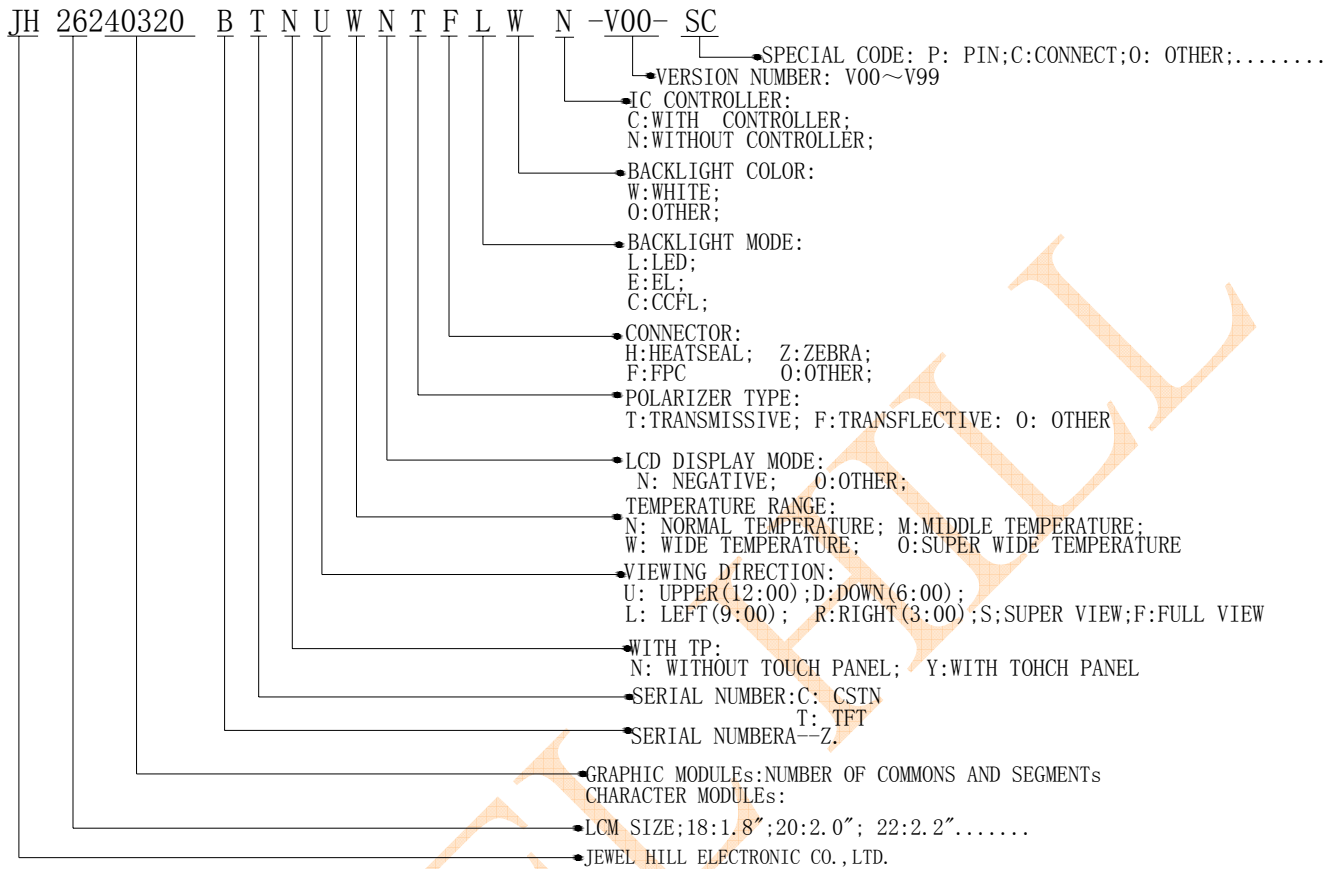 JH 26240320 B T N U W N T F L W N -V00- SC
SPECIAL CODE: P: PIN;C:CONNECT;O: OTHER;........
VERSION NUMBER: V00~V99
IC CONTROLLER:
C:WITH CONTROLLER;
N:WITHOUT CONTROLLER;
BACKLIGHT COLOR:
W:WHITE;
O:OTHER;
BACKLIGHT MODE:
L:LED;
E:EL;
C:CCFL;
CONNECTOR:
H:HEATSEAL; Z:ZEBRA;
F:FPC O:OTHER;
POLARIZER TYPE:
T:TRANSMISSIVE; F:TRANSFLECTIVE: O: OTHER
LCD DISPLAY MODE:
N: NEGATIVE; O:OTHER;
TEMPERATURE RANGE:
N: NORMAL TEMPERATURE; M:MIDDLE TEMPERATURE;
W: WIDE TEMPERATURE; O:SUPER WIDE TEMPERATURE
VIEWING DIRECTION:
U: UPPER(12:00);D:DOWN(6:00);
L: LEFT(9:00); R:RIGHT(3:00);S;SUPER VIEW;F:FULL VIEW
WITH TP:
N: WITHOUT TOUCH PANEL; Y:WITH TOHCH PANEL
SERIAL NUMBER:C: CSTN
T: TFT
SERIAL NUMBERA--Z.
GRAPHIC MODULEs:NUMBER OF COMMONS AND SEGMENTs
CHARACTER MODULEs:
LCM SIZE;18:1.8″;20:2.0″; 22:2.2″.......
JEWEL HILL ELECTRONIC CO.,LTD.
HILL